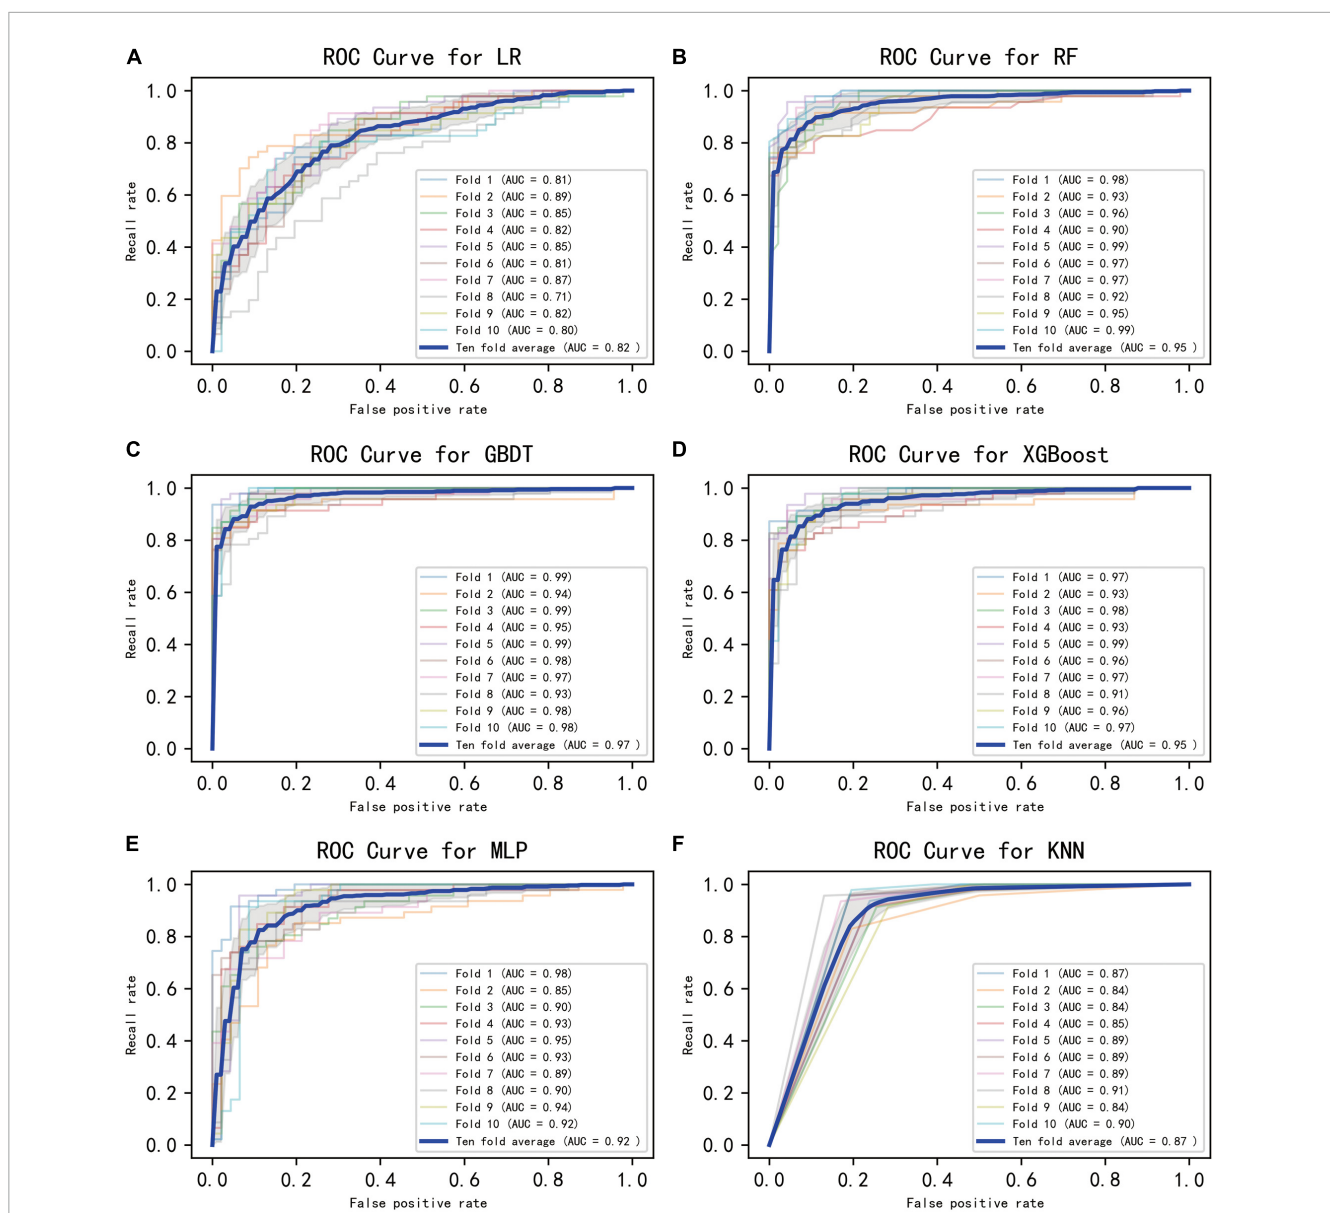 A
ROC Curve for LR
1.0
0.8
0.6
0.4
0.2
0.0
Recall rate
Fold 1 (AUC = 0.81)
Fold 2 (AUC = 0.89)
Fold 3 (AUC = 0.85)
Fold 4 (AUC = 0.82)
Fold 5 (AUC = 0.85)
Fold 6 (AUC = 0.81)
Fold 7 (AUC = 0.87)
Fold 8 (AUC = 0.71)
Fold 9 (AUC = 0.82)
Fold 10 (AUC = 0.80)
Ten fold average (AUC = 0.82 )
0.0 0.2 0.4 0.6 0.8 1.0
False positive rate
B
ROC Curve for RF
1.0
0.8
0.6
0.4
0.2
0.0
Recall rate
Fold 1 (AUC = 0.98)
Fold 2 (AUC = 0.93)
Fold 3 (AUC = 0.96)
Fold 4 (AUC = 0.90)
Fold 5 (AUC = 0.99)
Fold 6 (AUC = 0.97)
Fold 7 (AUC = 0.97)
Fold 8 (AUC = 0.92)
Fold 9 (AUC = 0.95)
Fold 10 (AUC = 0.99)
Ten fold average (AUC = 0.95 )
0.0 0.2 0.4 0.6 0.8 1.0
False positive rate
C
ROC Curve for GBDT
1.0
0.8
0.6
0.4
0.2
0.0
Recall rate
Fold 1 (AUC = 0.99)
Fold 2 (AUC = 0.94)
Fold 3 (AUC = 0.99)
Fold 4 (AUC = 0.95)
Fold 5 (AUC = 0.99)
Fold 6 (AUC = 0.98)
Fold 7 (AUC = 0.97)
Fold 8 (AUC = 0.93)
Fold 9 (AUC = 0.98)
Fold 10 (AUC = 0.98)
Ten fold average (AUC = 0.97 )
0.0 0.2 0.4 0.6 0.8 1.0
False positive rate
D
ROC Curve for XGBoost
1.0
0.8
0.6
0.4
0.2
0.0
Recall rate
Fold 1 (AUC = 0.97)
Fold 2 (AUC = 0.93)
Fold 3 (AUC = 0.98)
Fold 4 (AUC = 0.93)
Fold 5 (AUC = 0.99)
Fold 6 (AUC = 0.96)
Fold 7 (AUC = 0.97)
Fold 8 (AUC = 0.91)
Fold 9 (AUC = 0.96)
Fold 10 (AUC = 0.97)
Ten fold average (AUC = 0.95 )
0.0 0.2 0.4 0.6 0.8 1.0
False positive rate
E
ROC Curve for MLP
1.0
0.8
0.6
0.4
0.2
0.0
Recall rate
Fold 1 (AUC = 0.98)
Fold 2 (AUC = 0.85)
Fold 3 (AUC = 0.90)
Fold 4 (AUC = 0.93)
Fold 5 (AUC = 0.95)
Fold 6 (AUC = 0.93)
Fold 7 (AUC = 0.89)
Fold 8 (AUC = 0.90)
Fold 9 (AUC = 0.94)
Fold 10 (AUC = 0.92)
Ten fold average (AUC = 0.92 )
0.0 0.2 0.4 0.6 0.8 1.0
False positive rate
F
ROC Curve for KNN
1.0
0.8
0.6
0.4
0.2
0.0
Recall rate
Fold 1 (AUC = 0.87)
Fold 2 (AUC = 0.84)
Fold 3 (AUC = 0.84)
Fold 4 (AUC = 0.85)
Fold 5 (AUC = 0.89)
Fold 6 (AUC = 0.89)
Fold 7 (AUC = 0.89)
Fold 8 (AUC = 0.91)
Fold 9 (AUC = 0.84)
Fold 10 (AUC = 0.90)
Ten fold average (AUC = 0.87 )
0.0 0.2 0.4 0.6 0.8 1.0
False positive rate